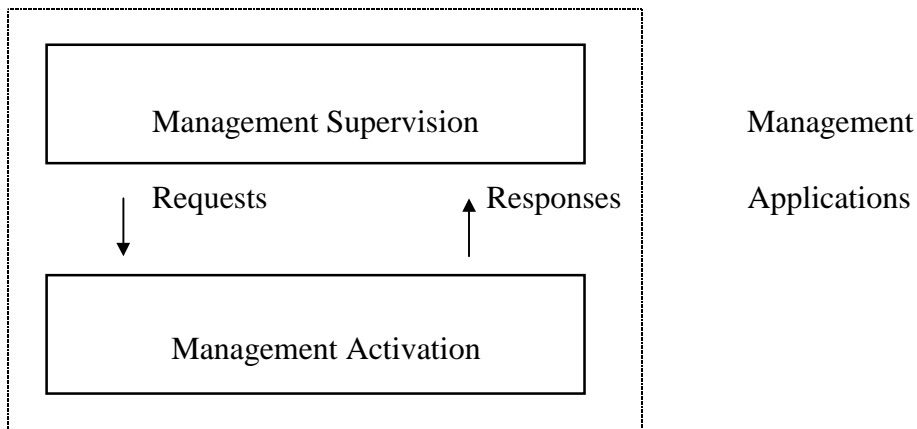 Management Supervision Management
Requests Responses Applications
Management Activation